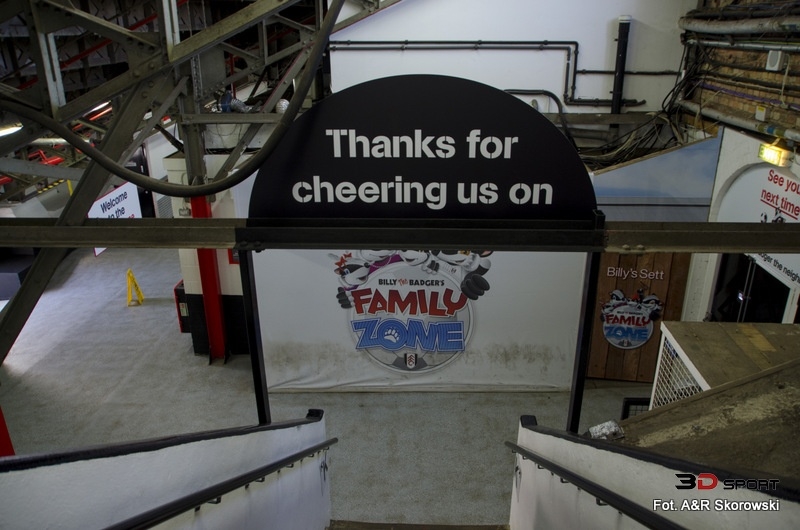 Thanks for
cheering us on
Welcome
to the
See you
next time
BILLY THE BADGER'S
FAMILY
ZONE
Billy's Sett
FAMILY
ZONE
3D SPORT
Fot. A&R Skorowski